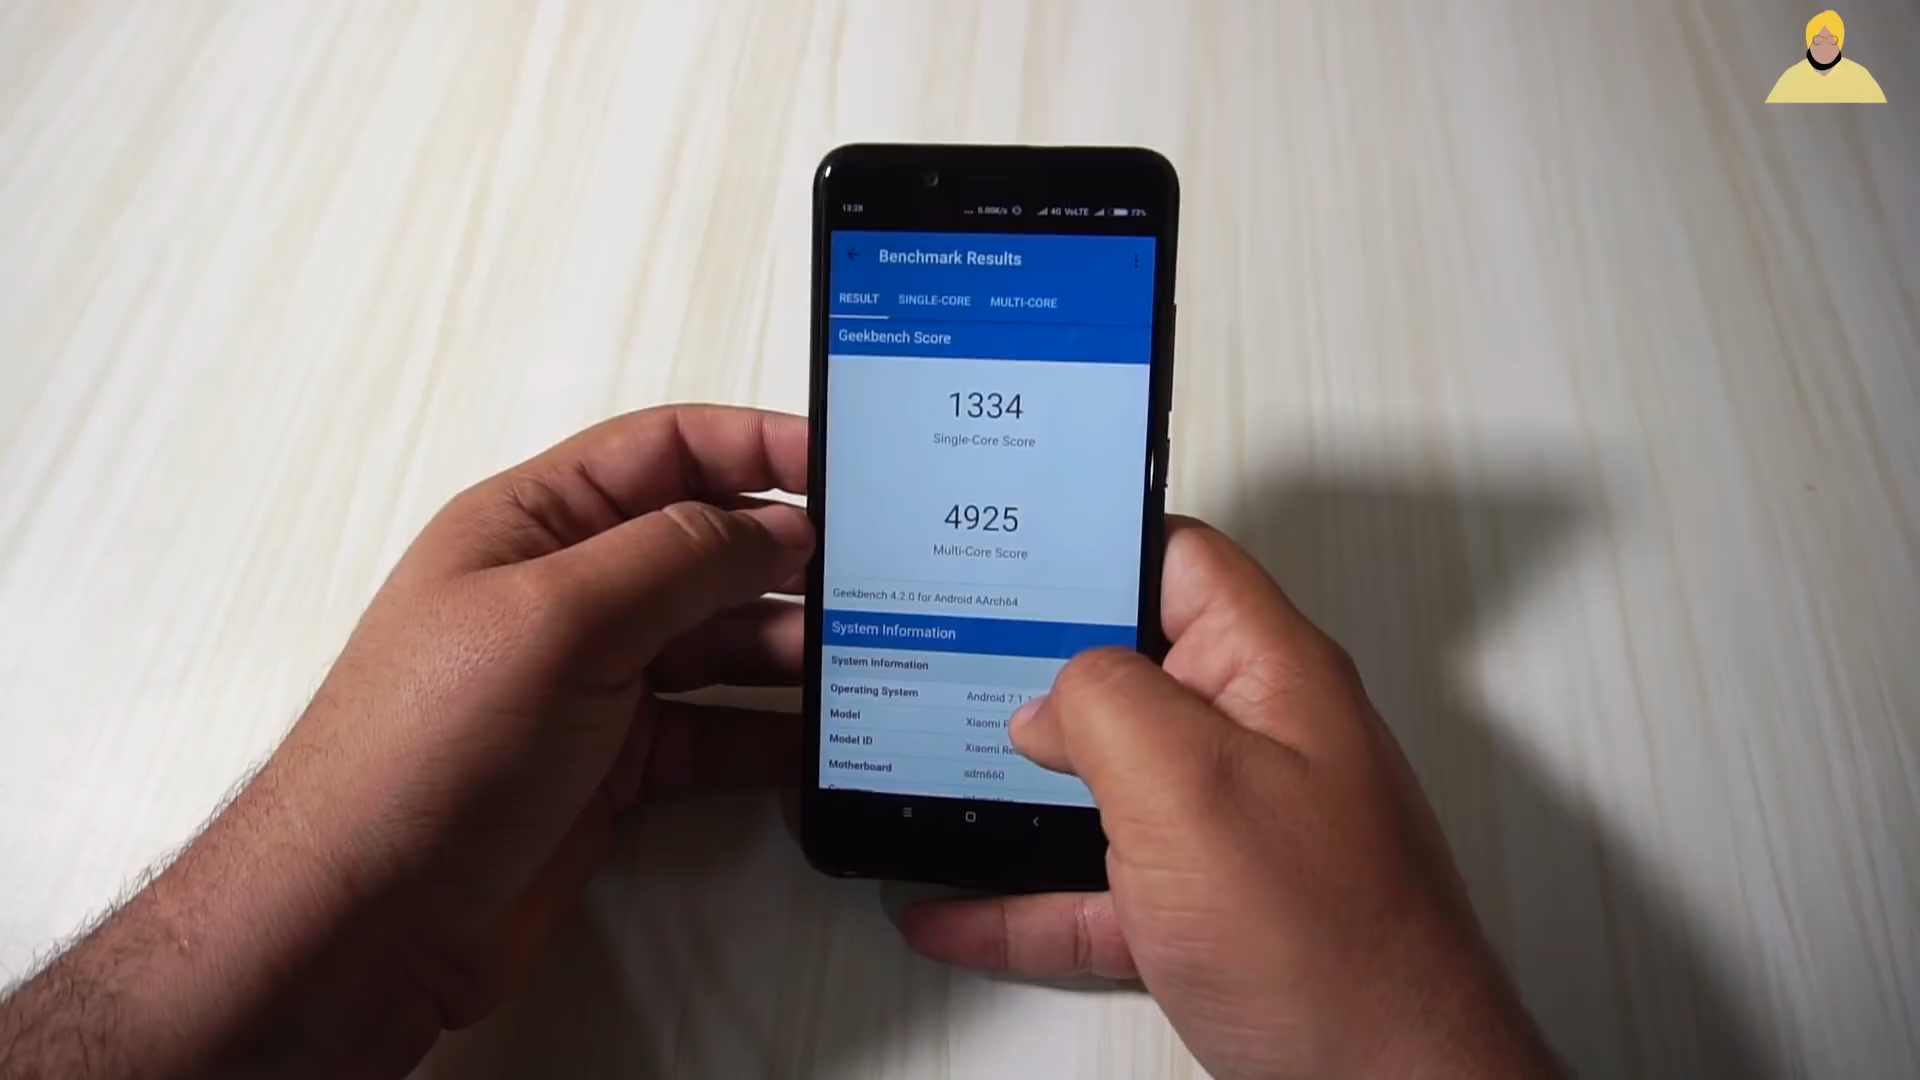 13:28 ... 0.00K/s 4G VoLTE 73%
Benchmark Results
RESULT SINGLE-CORE MULTI-CORE
Geekbench Score
1334
Single-Core Score
4925
Multi-Core Score
Geekbench 4.2.0 for Android AArch64
System Information
System Information
Operating System Android 7.1.
Model Xiaomi R
Model ID Xiaomi Re
Motherboard sdm660